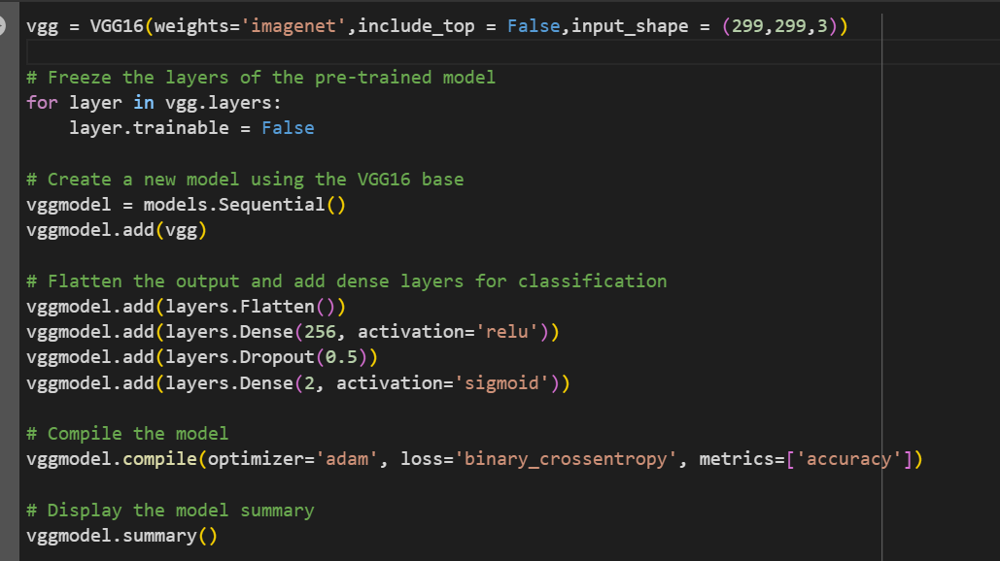 vgg = VGG16(weights='imagenet',include_top = False,input_shape = (299,299,3))
# Freeze the layers of the pre-trained model
for layer in vgg.layers:
    layer.trainable = False
# Create a new model using the VGG16 base
vggmodel = models.Sequential()
vggmodel.add(vgg)
# Flatten the output and add dense layers for classification
vggmodel.add(layers.Flatten())
vggmodel.add(layers.Dense(256, activation='relu'))
vggmodel.add(layers.Dropout(0.5))
vggmodel.add(layers.Dense(2, activation='sigmoid'))
# Compile the model
vggmodel.compile(optimizer='adam', loss='binary_crossentropy', metrics=['accuracy'])
# Display the model summary
vggmodel.summary()